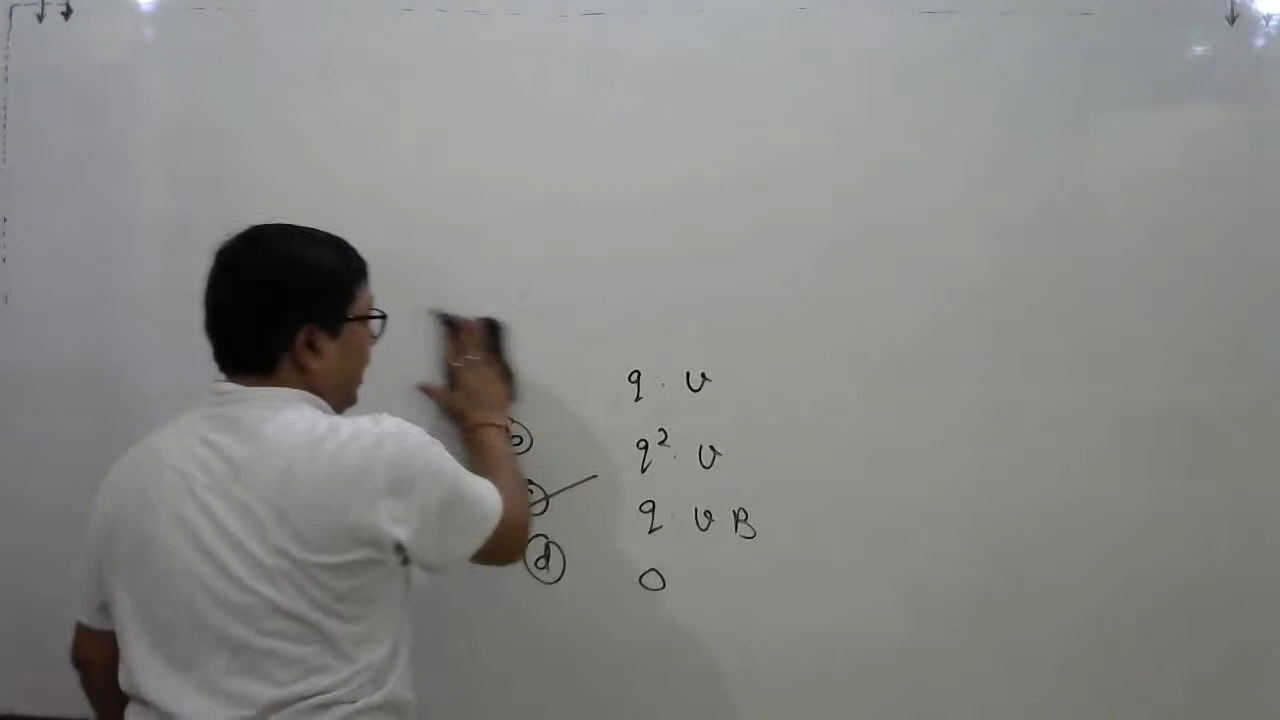 q . v
ⓑ q². v
q v B
ⓓ 0